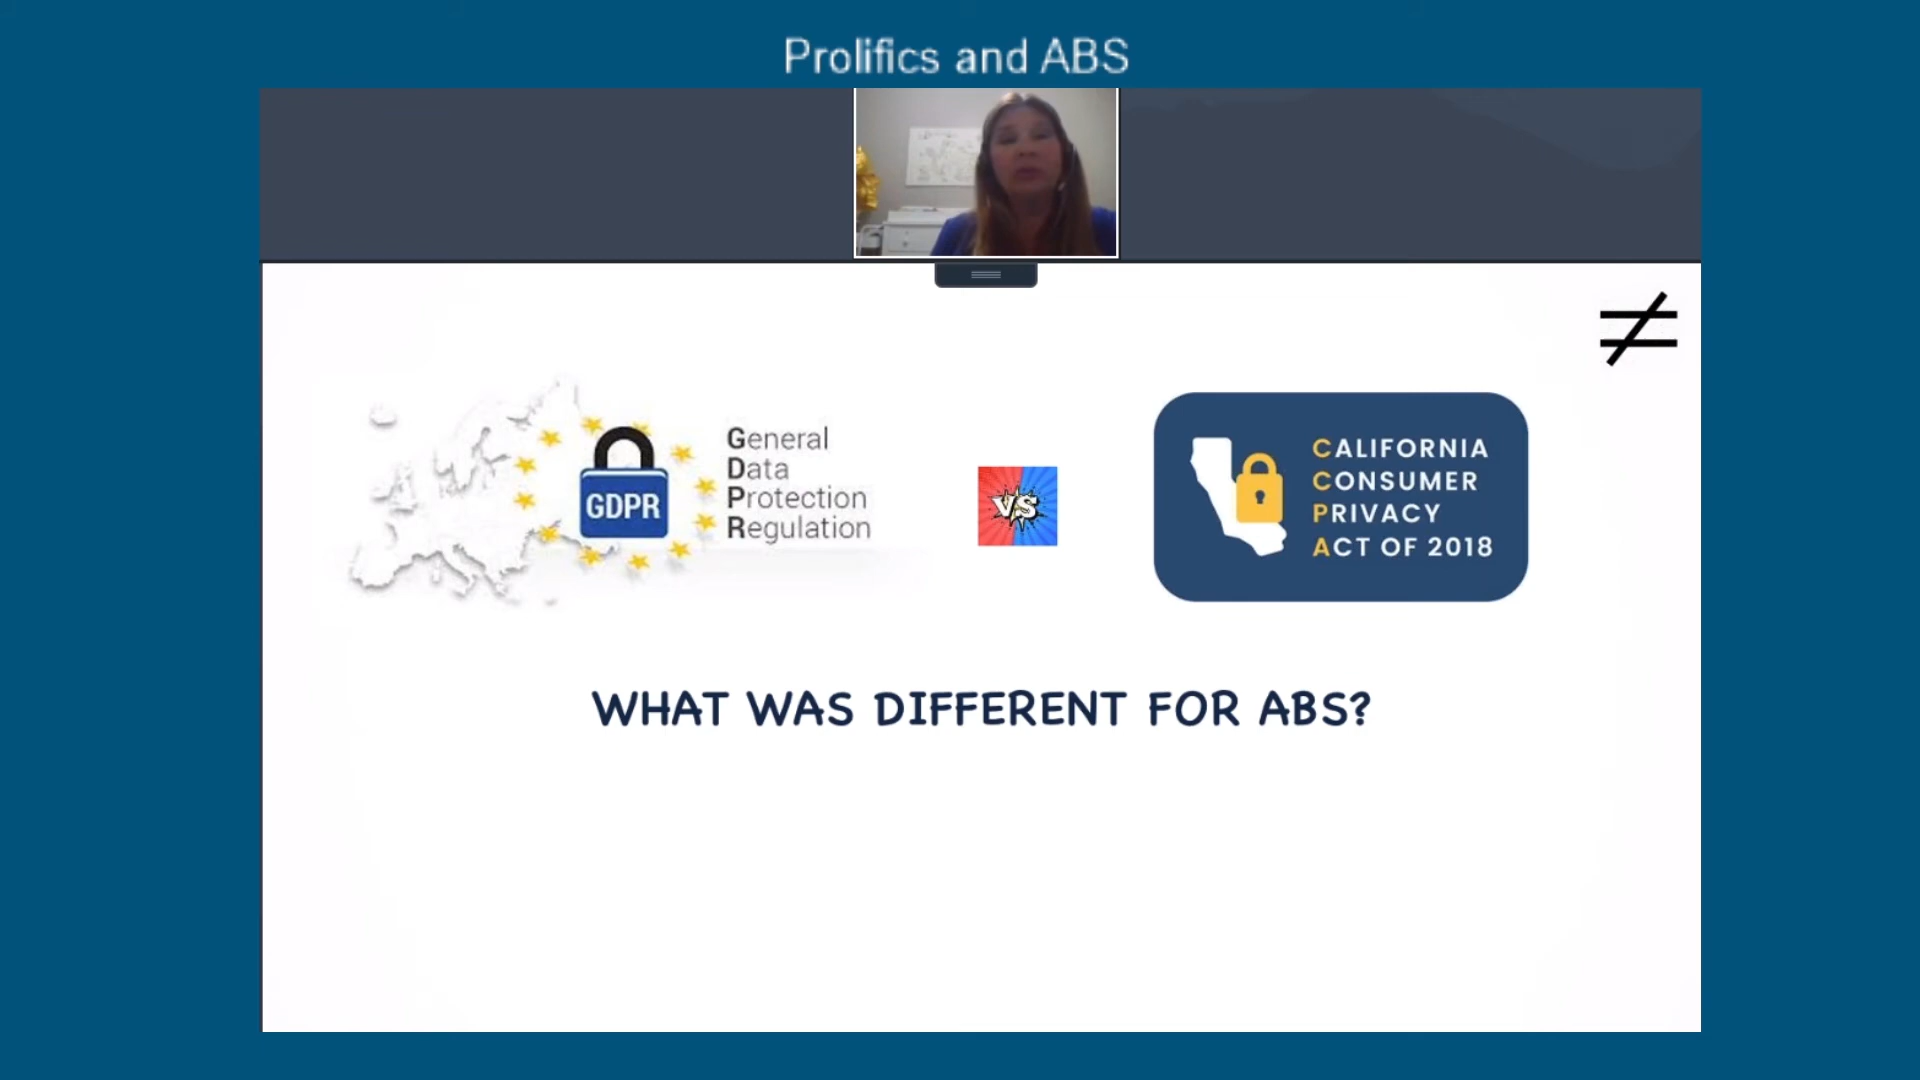 Prolifics and ABS
GDPR
General
Data
Protection
Regulation
VS
CALIFORNIA
CONSUMER
PRIVACY
ACT OF 2018
WHAT WAS DIFFERENT FOR ABS?